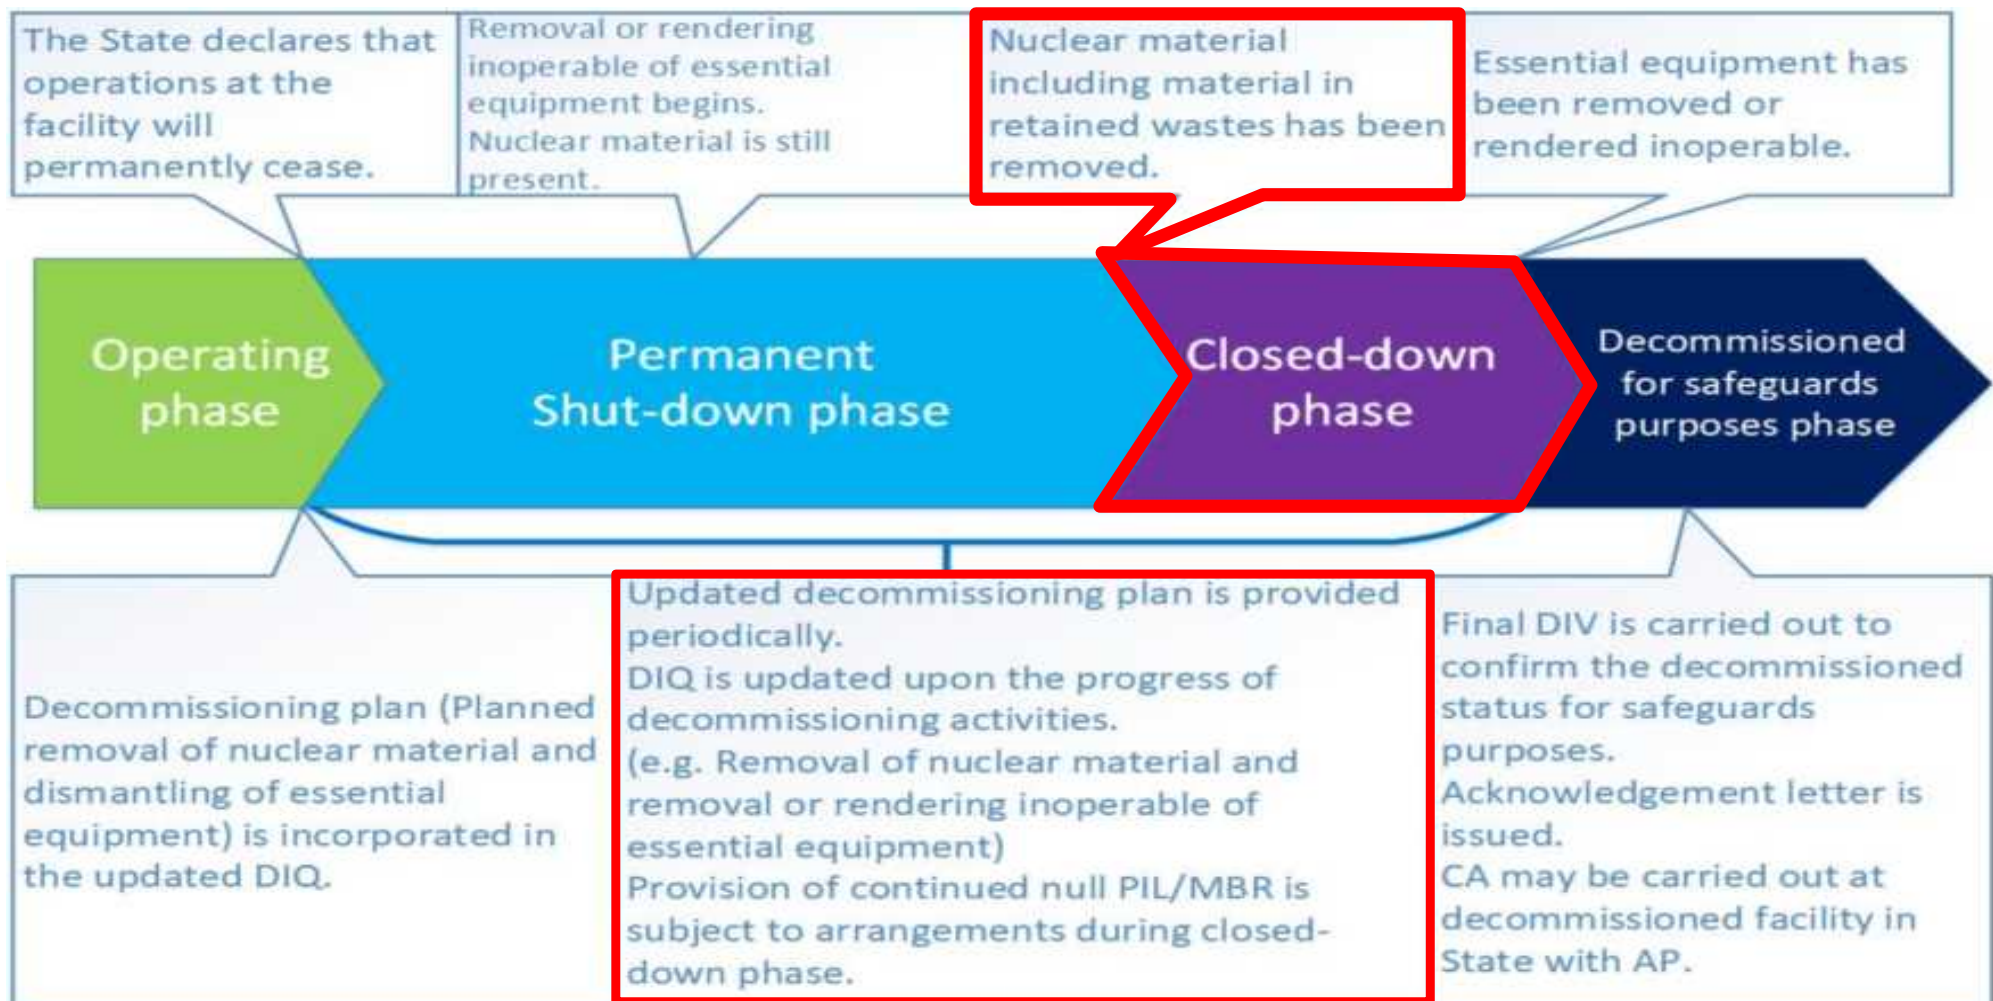 The State declares that
operations at the
facility will
permanently cease.
Removal or rendering
inoperable of essential
equipment begins.
Nuclear material is still
present.
Nuclear material
including material in
retained wastes has been
removed.
Essential equipment has
been removed or
rendered inoperable.
Operating
phase
Permanent
Shut-down phase
Closed-down
phase
Decommissioned
for safeguards
purposes phase
Decommissioning plan (Planned
removal of nuclear material and
dismantling of essential
equipment) is incorporated in
the updated DIQ.
Updated decommissioning plan is provided
periodically.
DIQ is updated upon the progress of
decommissioning activities.
(e.g. Removal of nuclear material and
removal or rendering inoperable of
essential equipment)
Provision of continued null PIL/MBR is
subject to arrangements during closed-
down phase.
Final DIV is carried out to
confirm the decommissioned
status for safeguards
purposes.
Acknowledgement letter is
issued.
CA may be carried out at
decommissioned facility in
State with AP.